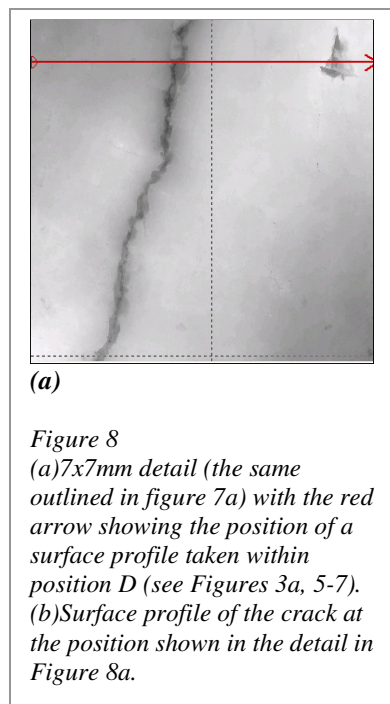 (a)
Figure 8
(a)7x7mm detail (the same
outlined in figure 7a) with the red
arrow showing the position of a
surface profile taken within
position D (see Figures 3a, 5-7).
(b)Surface profile of the crack at
the position shown in the detail in
Figure 8a.